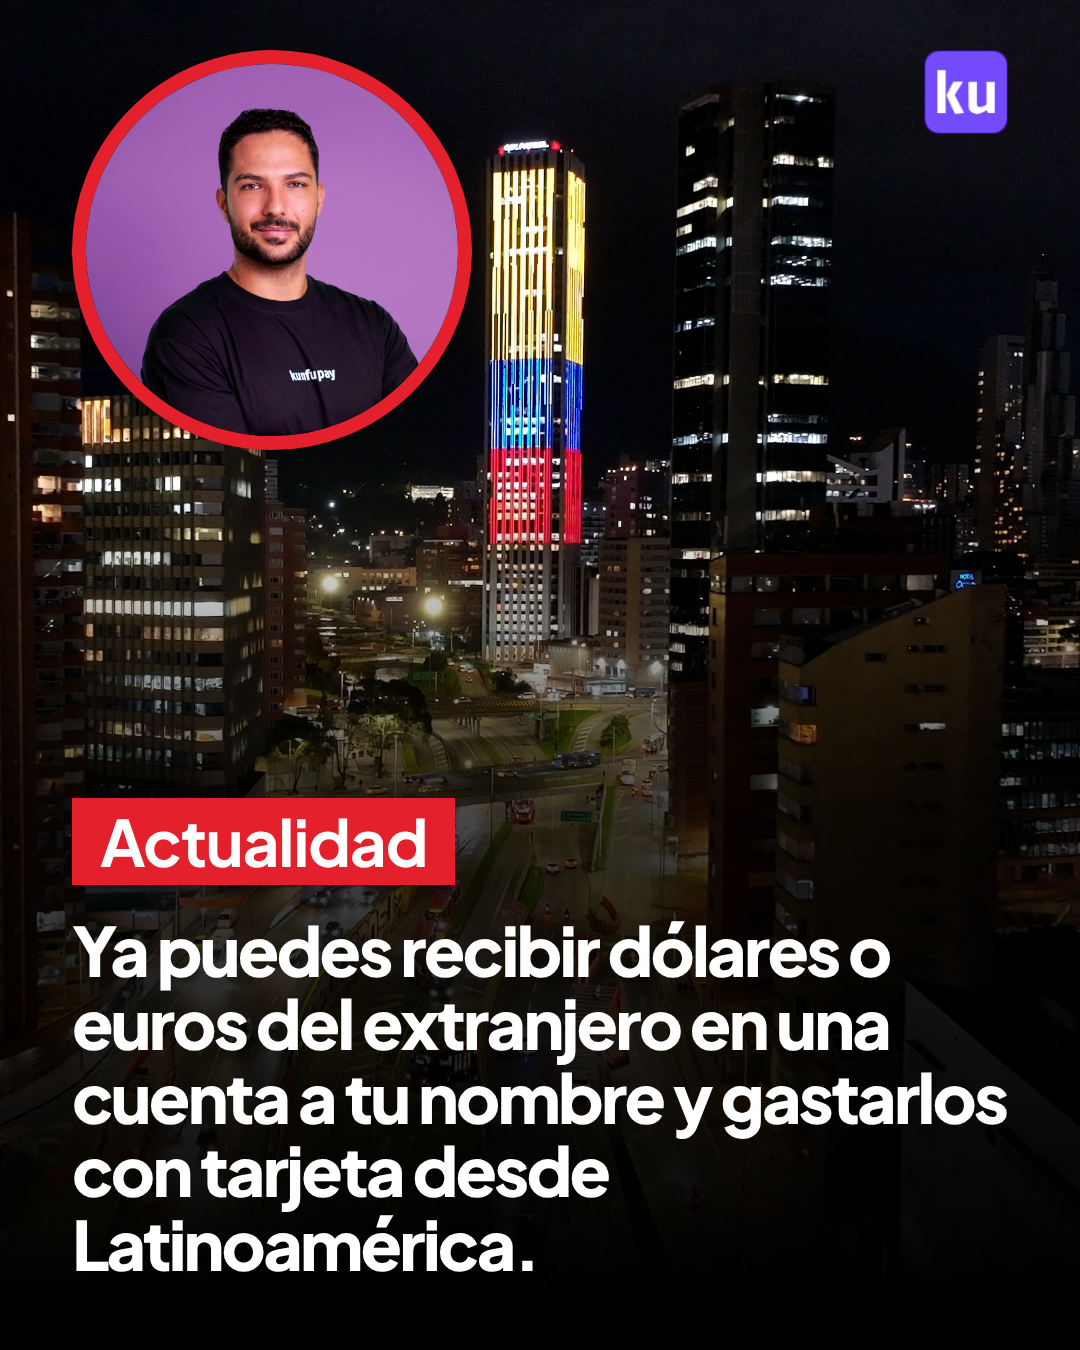 ku
kunfupay
HOTEL
Actualidad
Ya puedes recibir dólares o
euros del extranjero en una
cuenta a tu nombre y gastarlos
con tarjeta desde
Latinoamérica.